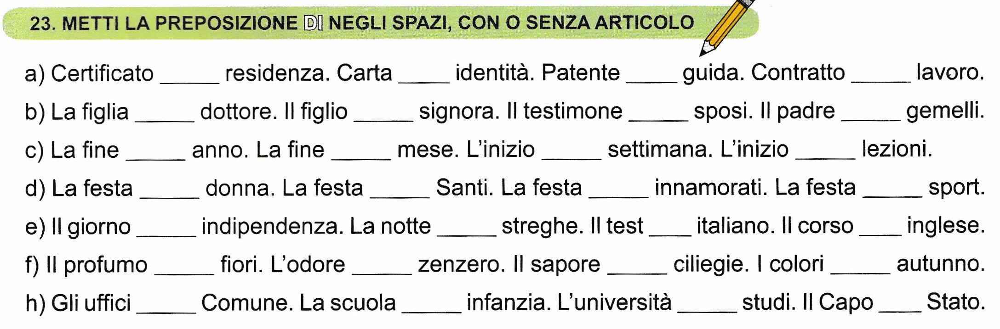 23. METTI LA PREPOSIZIONE DI NEGLI SPAZI, CON O SENZA ARTICOLO
a) Certificato _____ residenza. Carta _____ identità. Patente _____ guida. Contratto _____ lavoro.
b) La figlia _____ dottore. Il figlio _____ signora. Il testimone _____ sposi. Il padre _____ gemelli.
c) La fine _____ anno. La fine _____ mese. L'inizio _____ settimana. L'inizio _____ lezioni.
d) La festa _____ donna. La festa _____ Santi. La festa _____ innamorati. La festa _____ sport.
e) Il giorno _____ indipendenza. La notte _____ streghe. Il test ____ italiano. Il corso ____ inglese.
f) Il profumo _____ fiori. L'odore _____ zenzero. Il sapore _____ ciliegie. I colori _____ autunno.
h) Gli uffici _____ Comune. La scuola _____ infanzia. L'università _____ studi. Il Capo ____ Stato.